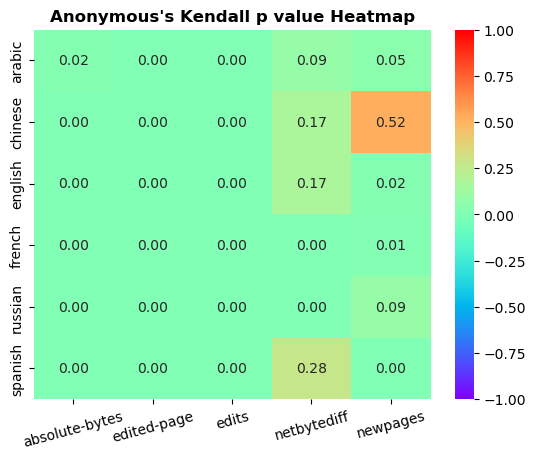 Anonymous's Kendall p value Heatmap
arabic 0.02 0.00 0.00 0.09 0.05
chinese 0.00 0.00 0.00 0.17 0.52
english 0.00 0.00 0.00 0.17 0.02
french 0.00 0.00 0.00 0.00 0.01
russian 0.00 0.00 0.00 0.00 0.09
spanish 0.00 0.00 0.00 0.28 0.00
absolute-bytes edited-page edits netbytediff newpages
1.00
0.75
0.50
0.25
0.00
−0.25
−0.50
−0.75
−1.00